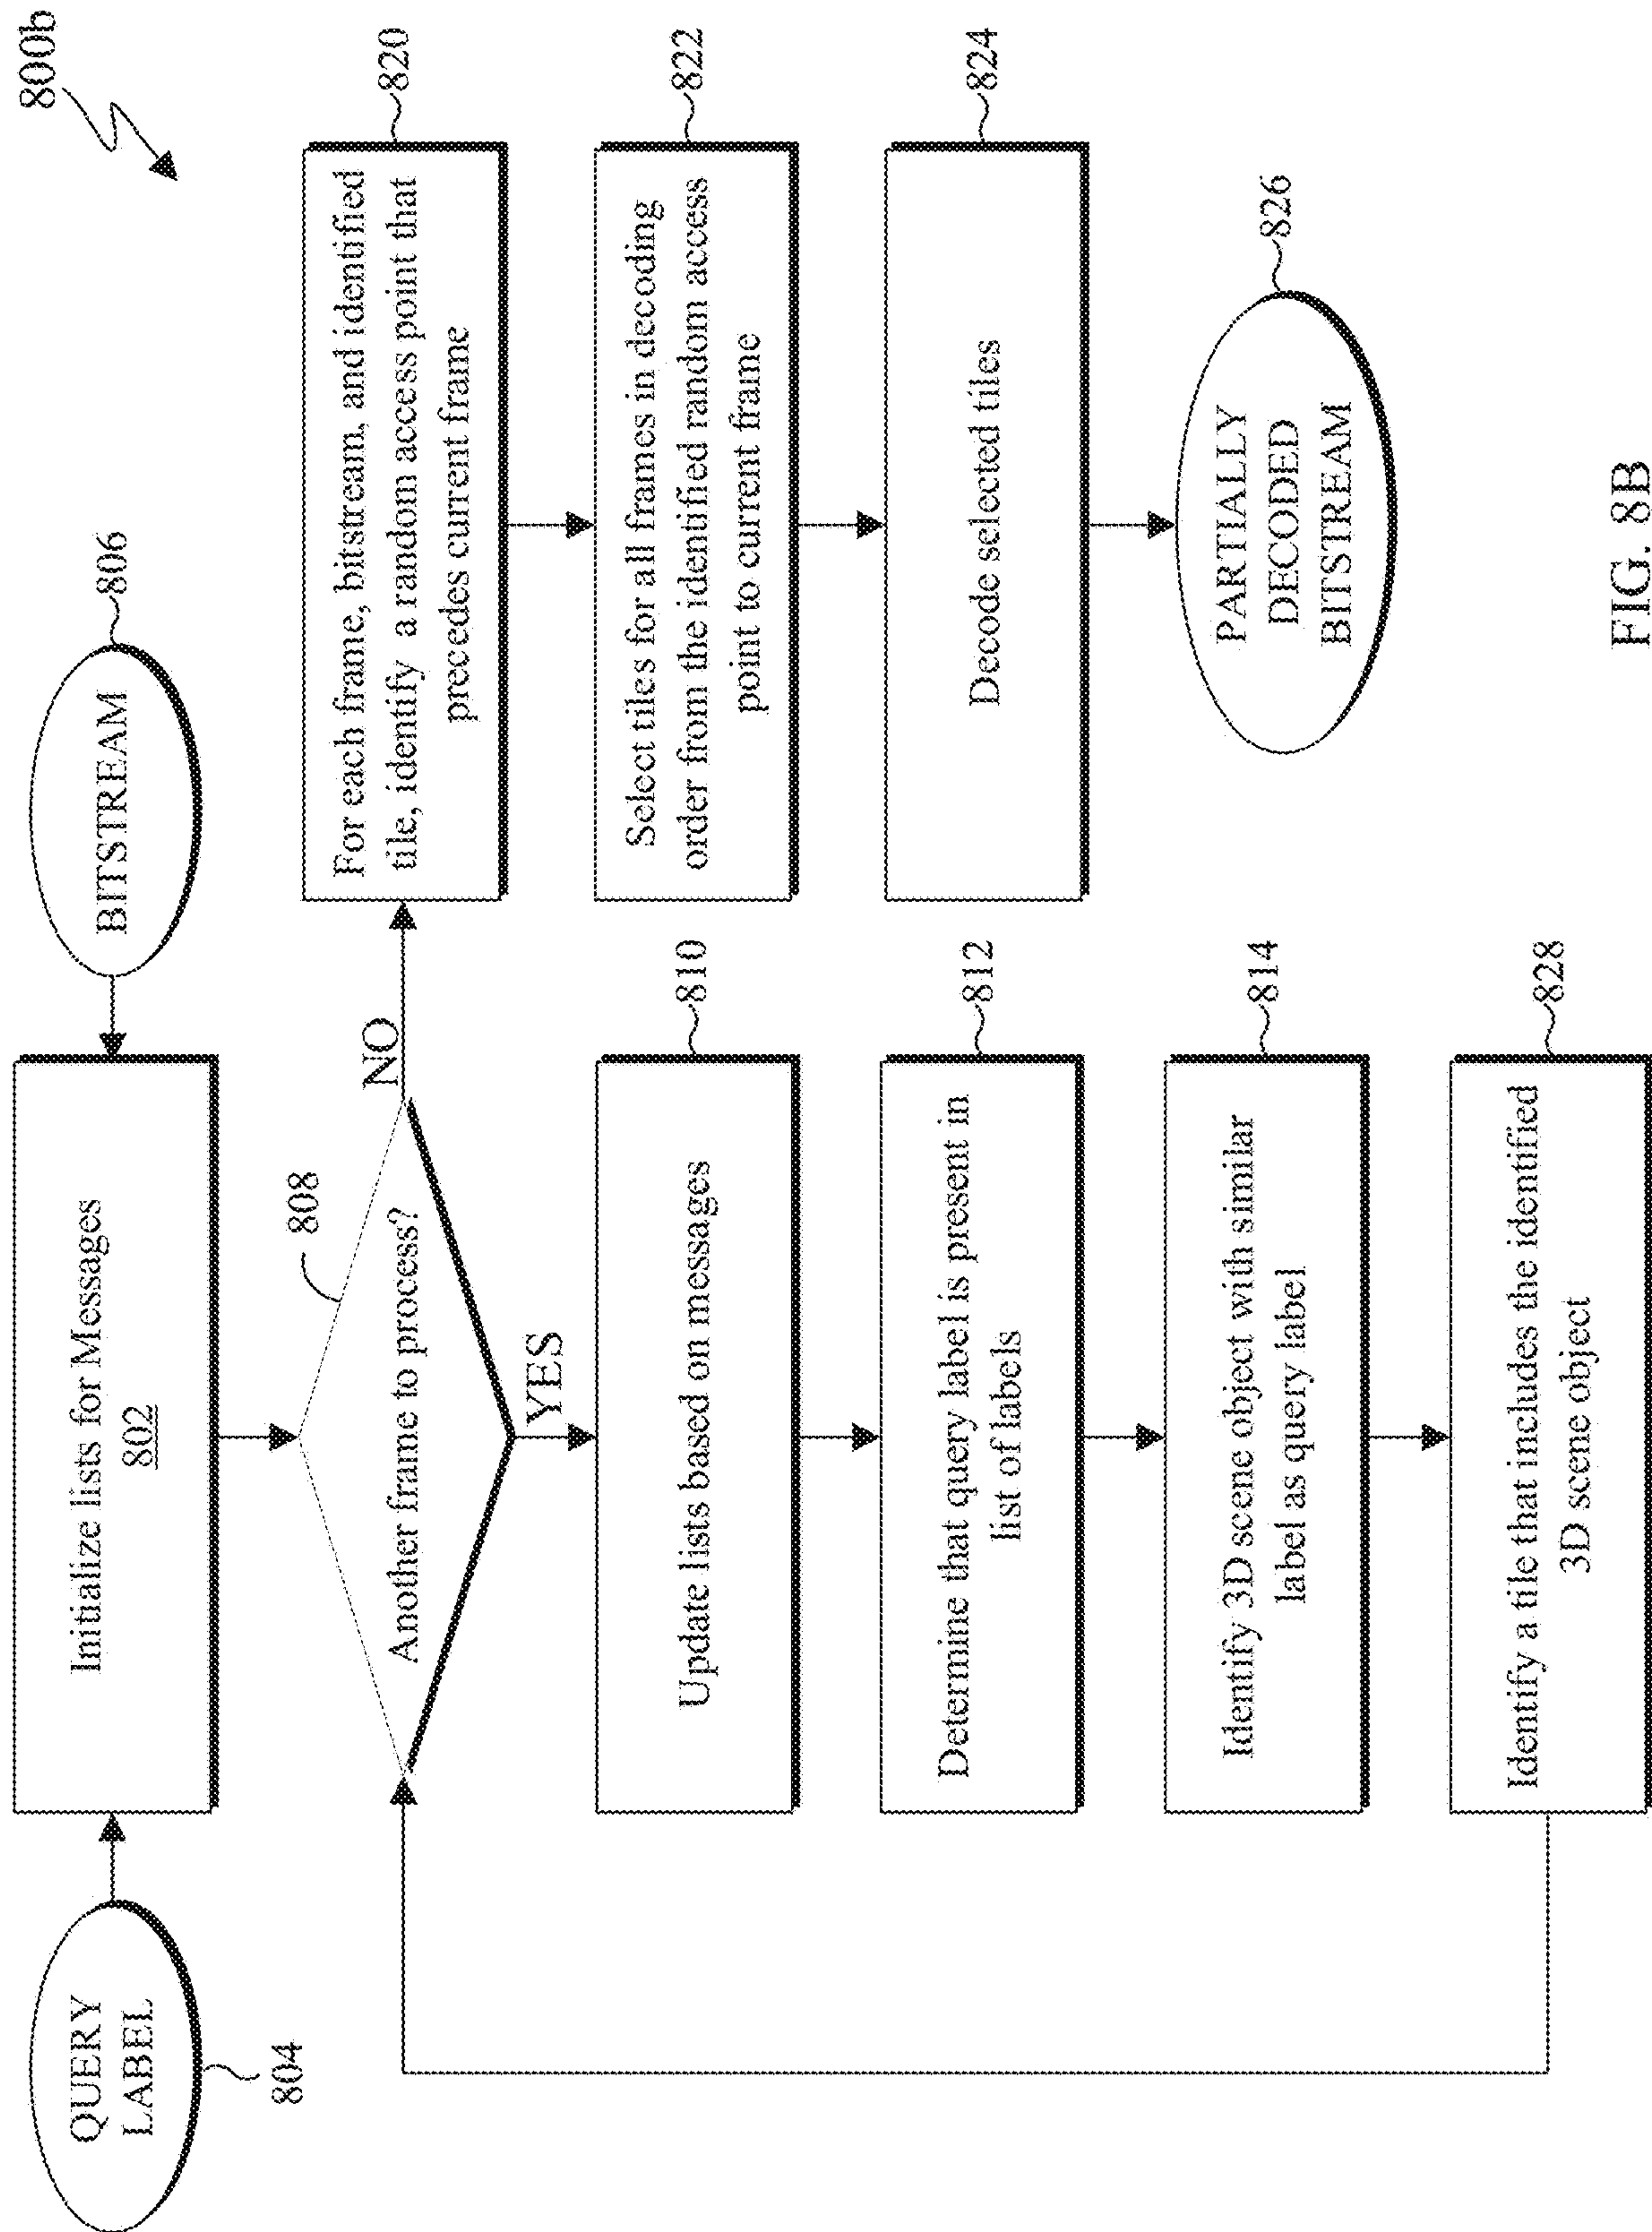 800b
QUERY
LABEL
804
Initialize lists for Messages
802
BITSTREAM
806
808
Another frame to process?
NO
YES
Update lists based on messages
810
Determine that query label is present in
list of labels
812
Identify 3D scene object with similar
label as query label
814
Identify a tile that includes the identified
3D scene object
828
For each frame, bitstream, and identified
tile, identify a random access point that
precedes current frame
820
Select tiles for all frames in decoding
order from the identified random access
point to current frame
822
Decode selected tiles
824
PARTIALLY
DECODED
BITSTREAM
826
FIG. 8B